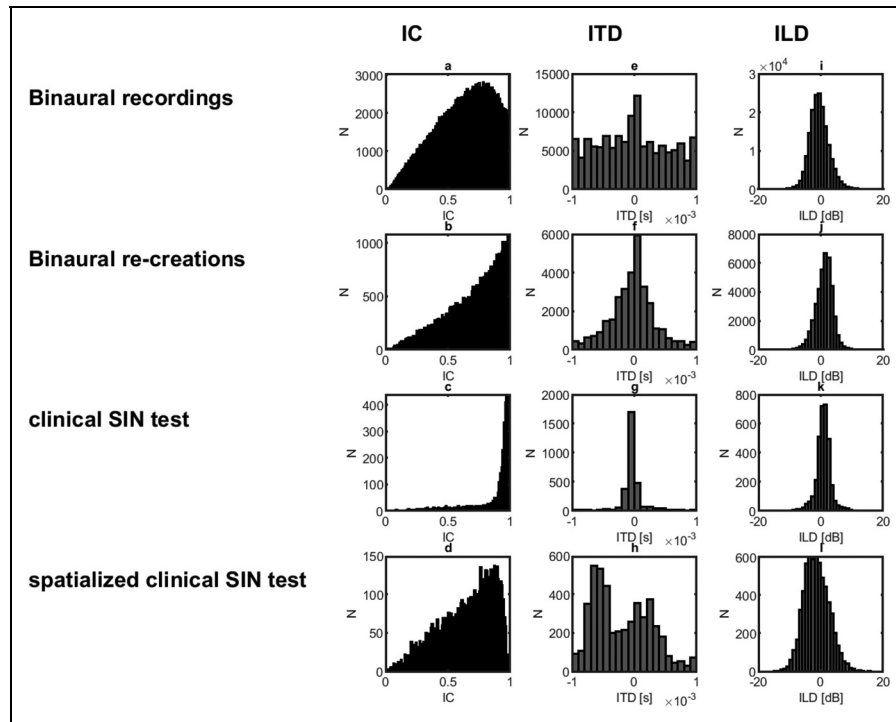 IC ITD ILD
a e i
Binaural recordings
3000 2000 1000 0
N
0 0.5 1
IC
15000 10000 5000 0
N
-1 0 1
ITD [s] ×10⁻³
×10⁴
3 2 1 0
N
-20 0 20
ILD [dB]
b f j
Binaural re-creations
1000 500 0
N
0 0.5 1
IC
6000 4000 2000 0
N
-1 0 1
ITD [s] ×10⁻³
8000 6000 4000 2000 0
N
-20 0 20
ILD [dB]
c g k
clinical SIN test
400 300 200 100 0
N
0 0.5 1
IC
2000 1500 1000 500 0
N
-1 0 1
ITD [s] ×10⁻³
800 600 400 200 0
N
-20 0 20
ILD [dB]
d h l
spatialized clinical SIN test
150 100 50 0
N
0 0.5 1
IC
600 400 200 0
N
-1 0 1
ITD [s] ×10⁻³
600 400 200 0
N
-20 0 20
ILD [dB]